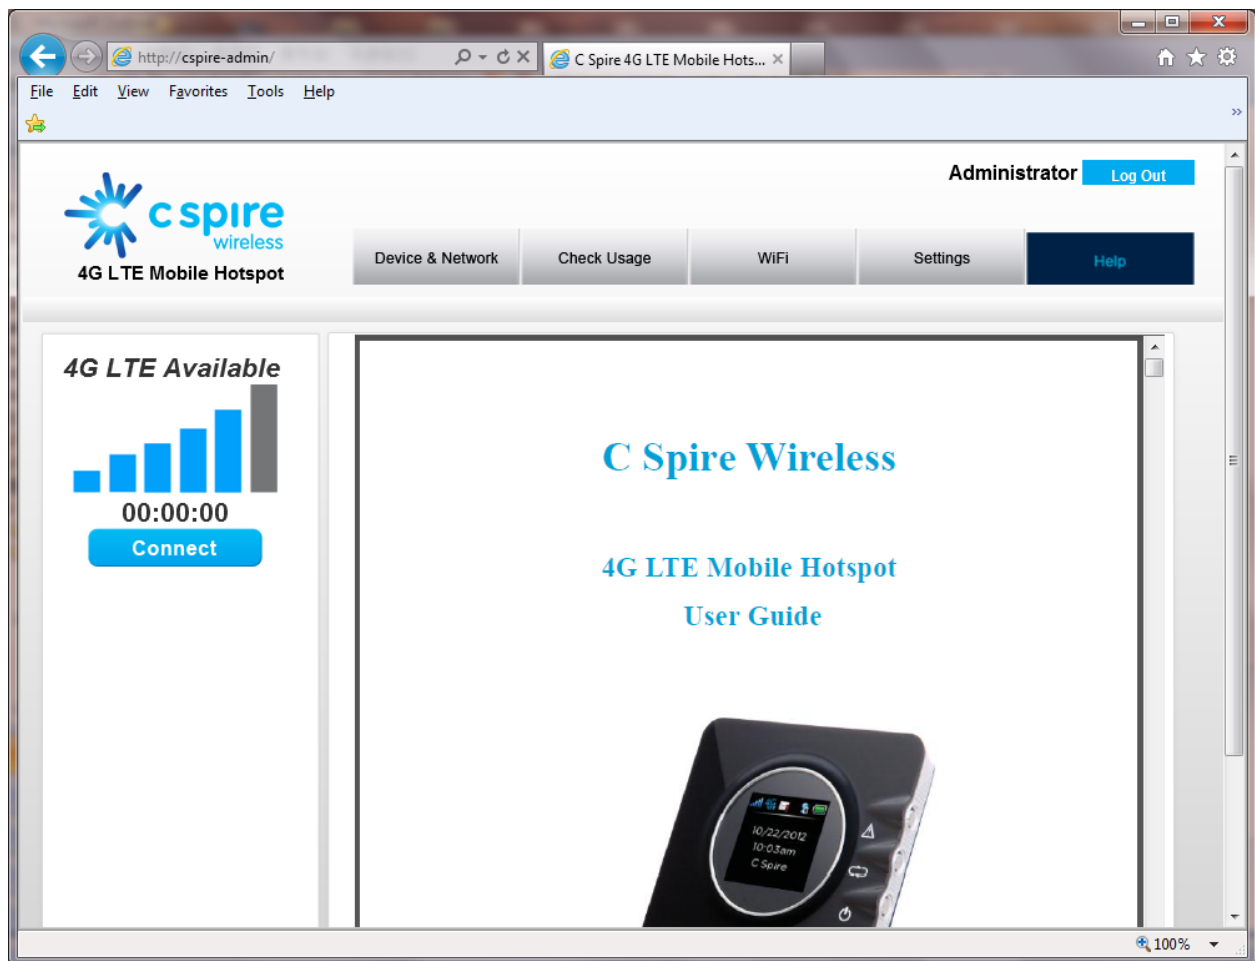 http://cspire-admin/
C Spire 4G LTE Mobile Hots...
File Edit View Favorites Tools Help
Administrator Log Out
c spire
wireless
4G LTE Mobile Hotspot
Device & Network Check Usage WiFi Settings Help
4G LTE Available
00:00:00
Connect
C Spire Wireless
4G LTE Mobile Hotspot
User Guide
10/22/2012
10:03am
C Spire
100%